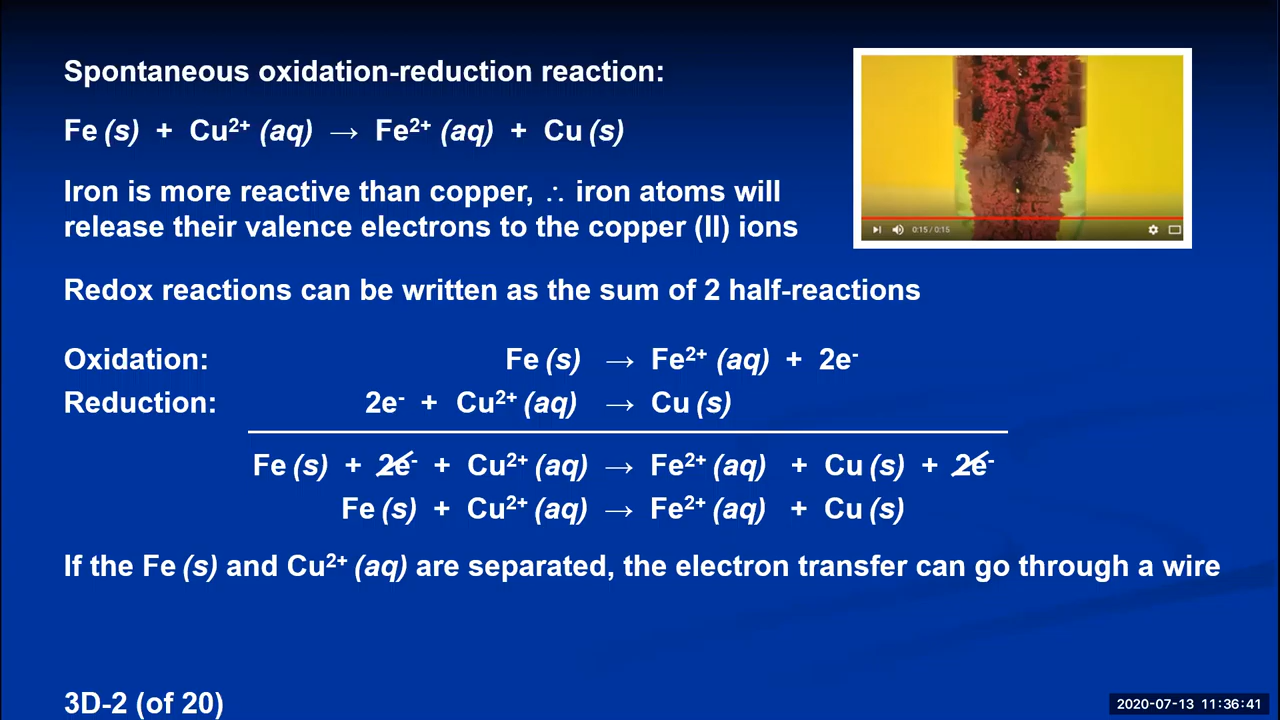 Spontaneous oxidation-reduction reaction:
Fe (s) + Cu²⁺ (aq) → Fe²⁺ (aq) + Cu (s)
Iron is more reactive than copper, ∴ iron atoms will
release their valence electrons to the copper (II) ions
0:15 / 0:15
Redox reactions can be written as the sum of 2 half-reactions
Oxidation: Fe (s) → Fe²⁺ (aq) + 2e⁻
Reduction: 2e⁻ + Cu²⁺ (aq) → Cu (s)
Fe (s) + 2e⁻ + Cu²⁺ (aq) → Fe²⁺ (aq) + Cu (s) + 2e⁻
Fe (s) + Cu²⁺ (aq) → Fe²⁺ (aq) + Cu (s)
If the Fe (s) and Cu²⁺ (aq) are separated, the electron transfer can go through a wire
3D-2 (of 20)
2020-07-13 11:36:41